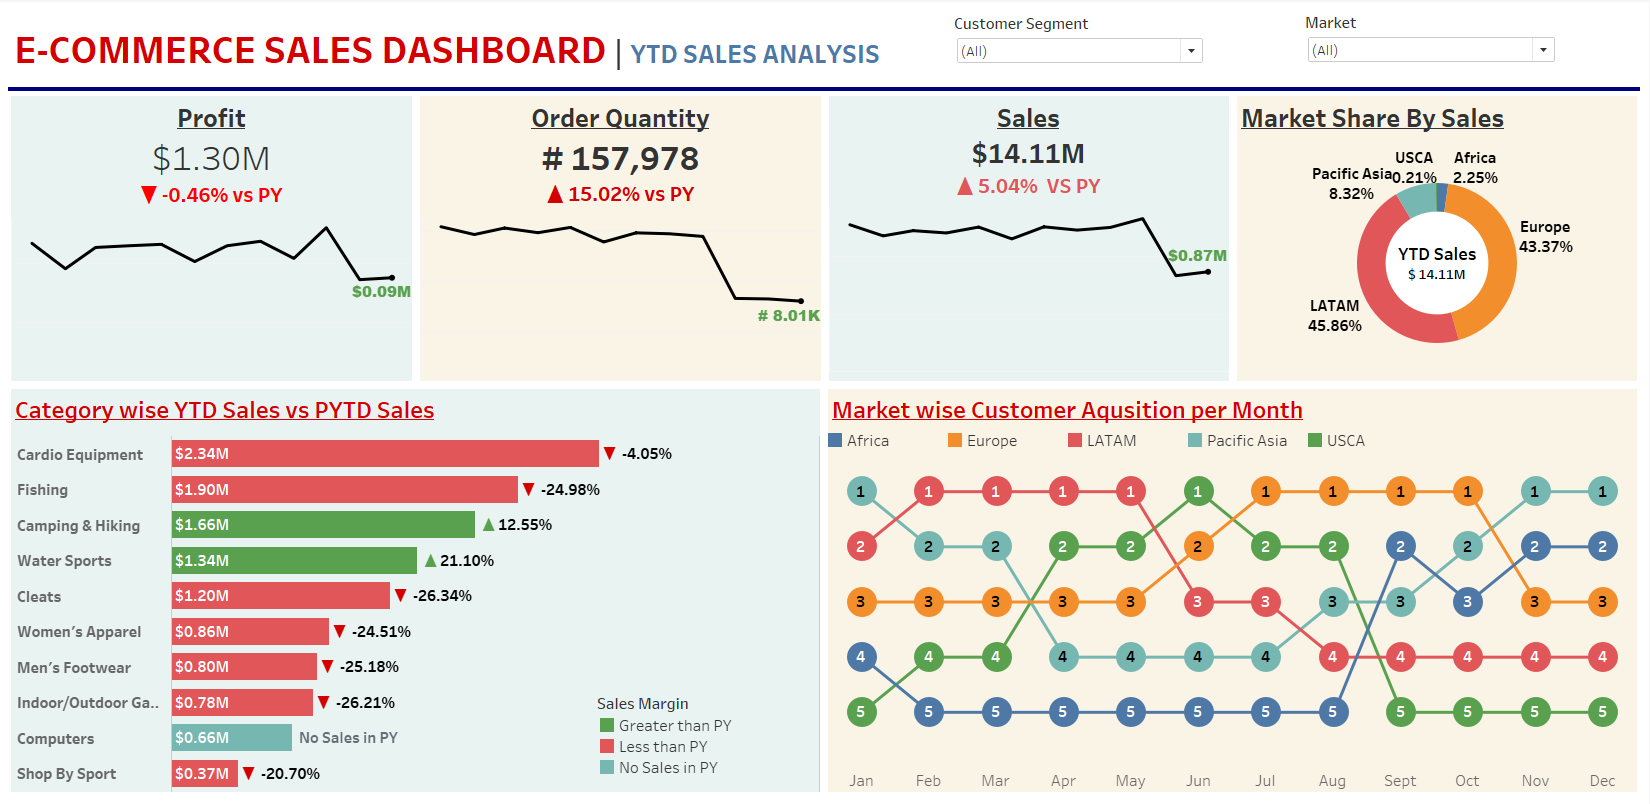 E-COMMERCE SALES DASHBOARD | YTD SALES ANALYSIS
Customer Segment
(All)
Market
(All)
Profit
$1.30M
▼ -0.46% vs PY
$0.09M
Order Quantity
# 157,978
▲ 15.02% vs PY
# 8.01K
Sales
$14.11M
▲ 5.04% VS PY
$0.87M
Market Share By Sales
USCA
0.21%
Africa
2.25%
Pacific Asia
8.32%
Europe
43.37%
YTD Sales
$ 14.11M
LATAM
45.86%
Category wise YTD Sales vs PYTD Sales
Cardio Equipment $2.34M ▼ -4.05%
Fishing $1.90M ▼ -24.98%
Camping & Hiking $1.66M ▲ 12.55%
Water Sports $1.34M ▲ 21.10%
Cleats $1.20M ▼ -26.34%
Women's Apparel $0.86M ▼ -24.51%
Men's Footwear $0.80M ▼ -25.18%
Indoor/Outdoor Ga.. $0.78M ▼ -26.21%
Computers $0.66M No Sales in PY
Shop By Sport $0.37M ▼ -20.70%
Sales Margin
Greater than PY
Less than PY
No Sales in PY
Market wise Customer Aqusition per Month
Africa Europe LATAM Pacific Asia USCA
1 1 1 1 1 1 1 1 1 1 1 1
2 2 2 2 2 2 2 2 2 2 2 2
3 3 3 3 3 3 3 3 3 3 3 3
4 4 4 4 4 4 4 4 4 4 4 4
5 5 5 5 5 5 5 5 5 5 5 5
Jan Feb Mar Apr May Jun Jul Aug Sept Oct Nov Dec